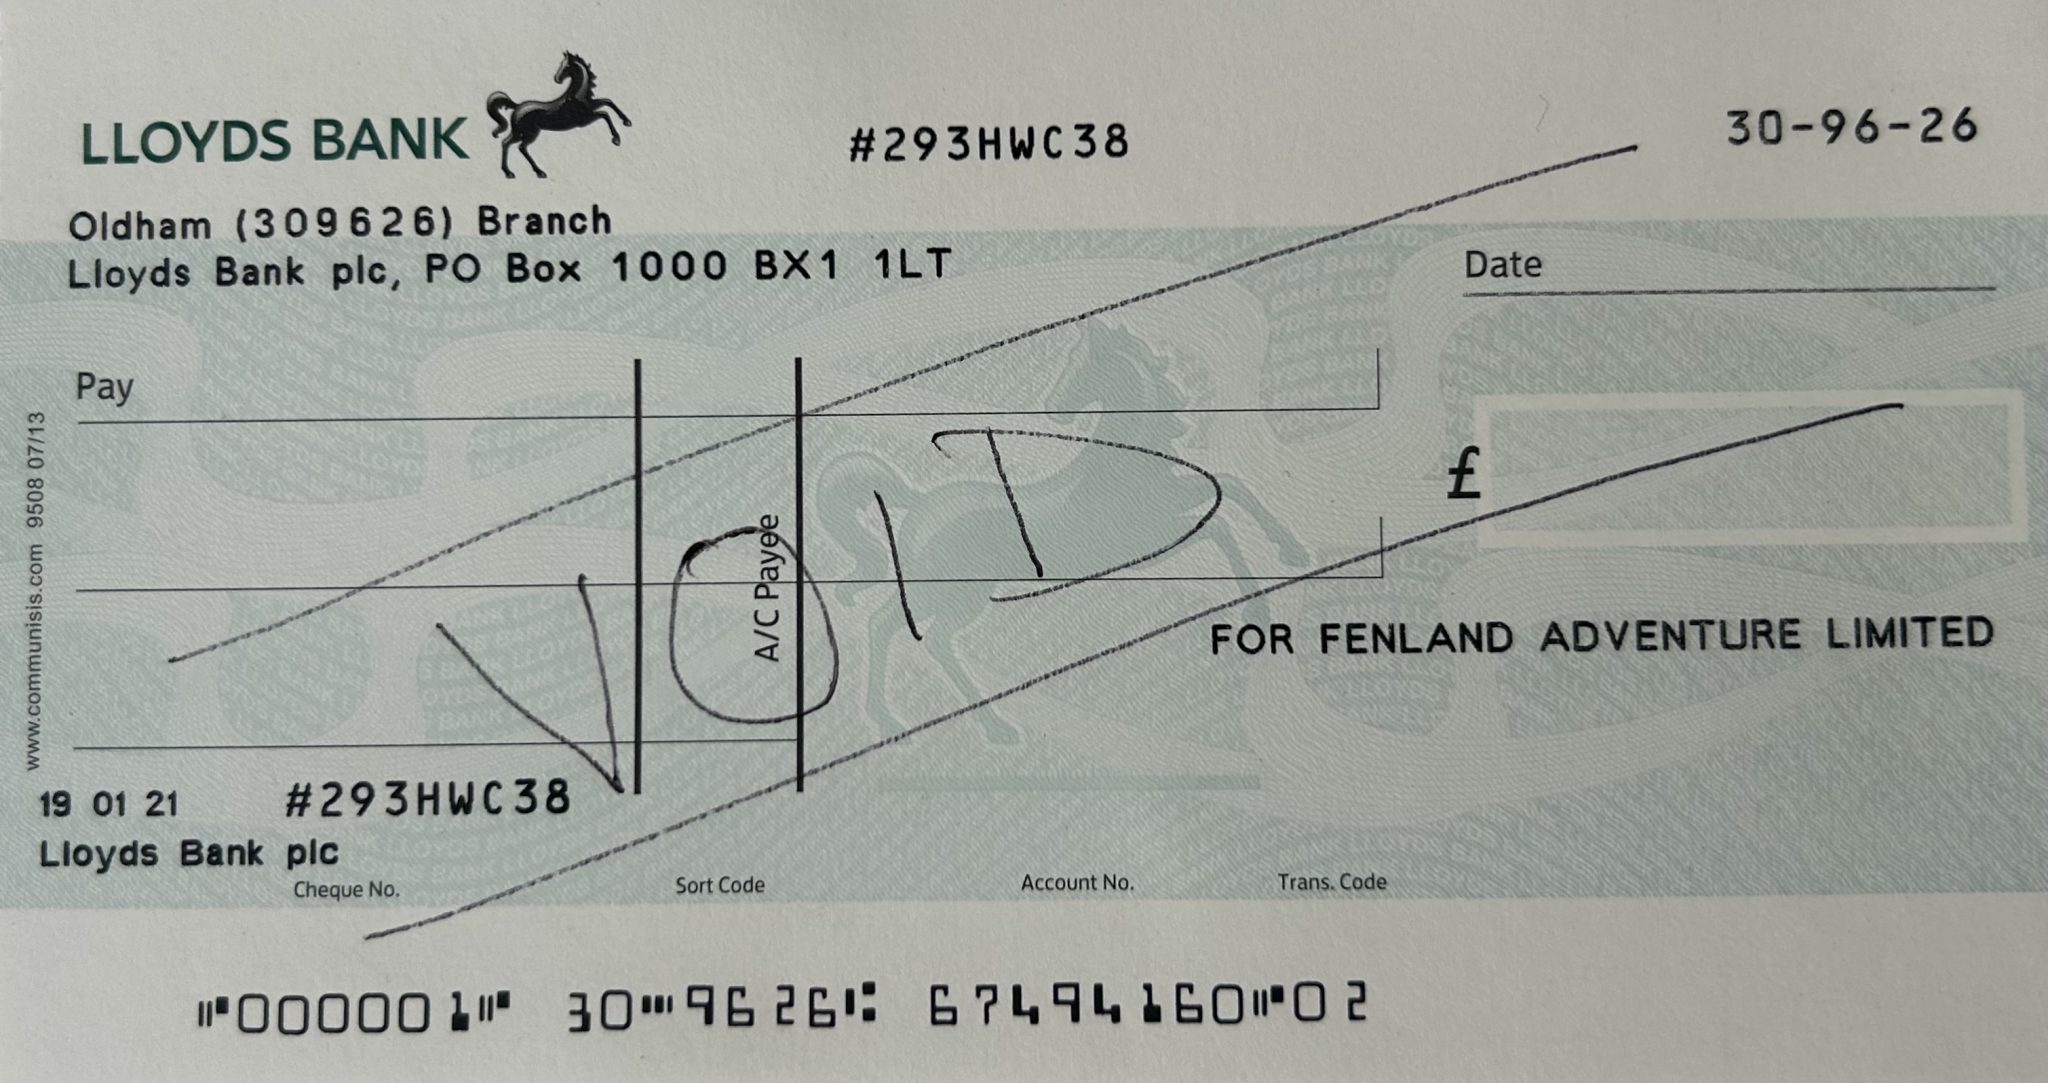 LLOYDS BANK
#293HWC38
30-96-26
Oldham (309626) Branch
Lloyds Bank plc, PO Box 1000 BX1 1LT
Date
Pay
£
VOID
A/C Payee
FOR FENLAND ADVENTURE LIMITED
www.communisis.com 9508 07/13
19 01 21 #293HWC38
Lloyds Bank plc
Cheque No. Sort Code Account No. Trans. Code
⑈000001⑈ 30⑉9626⑆ 67494160⑈02